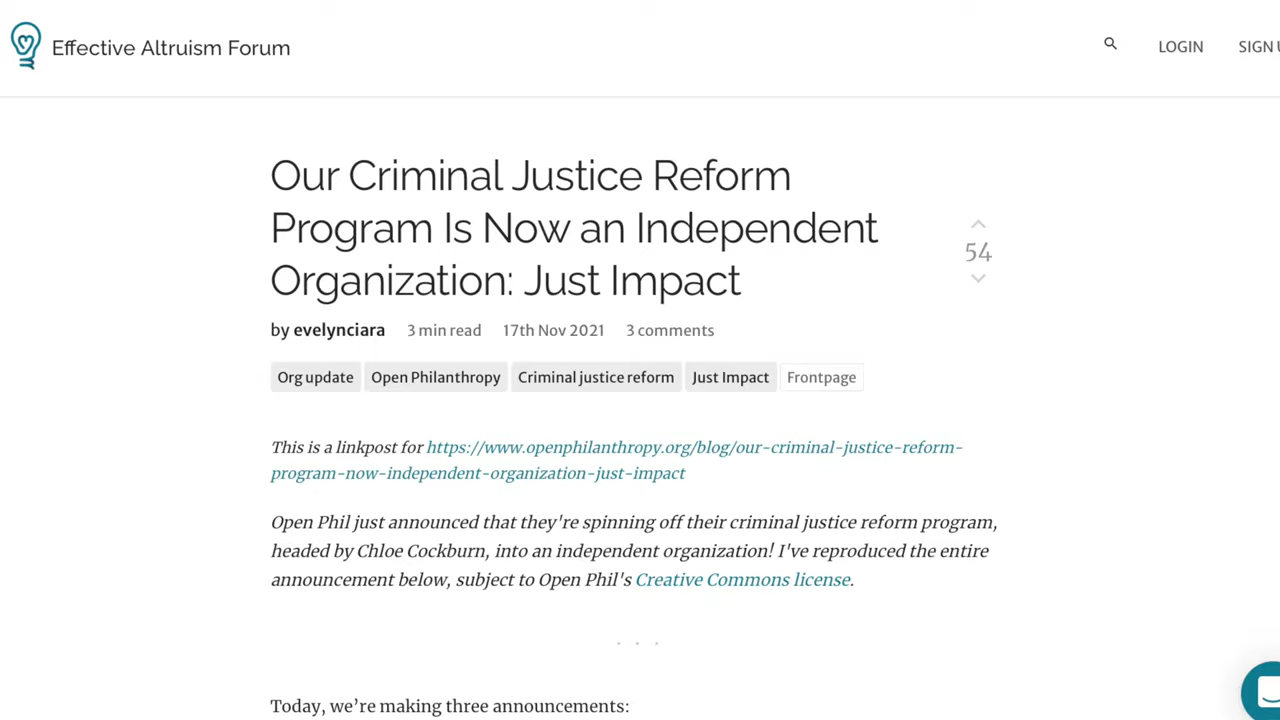 Effective Altruism Forum
LOGIN
SIGN
Our Criminal Justice Reform
Program Is Now an Independent
Organization: Just Impact
54
by evelynciara 3 min read 17th Nov 2021 3 comments
Org update Open Philanthropy Criminal justice reform Just Impact Frontpage
This is a linkpost for https://www.openphilanthropy.org/blog/our-criminal-justice-reform-
program-now-independent-organization-just-impact
Open Phil just announced that they're spinning off their criminal justice reform program,
headed by Chloe Cockburn, into an independent organization! I've reproduced the entire
announcement below, subject to Open Phil's Creative Commons license.
. . .
Today, we’re making three announcements: